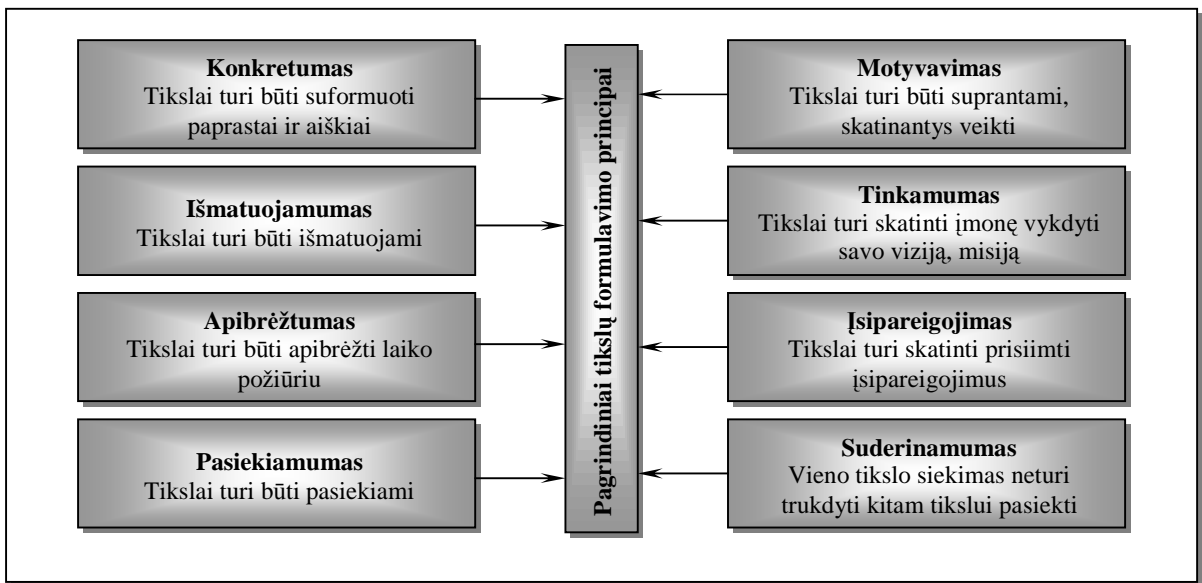 Konkretumas
Tikslai turi būti suformuoti
paprastai ir aiškiai
Išmatuojamumas
Tikslai turi būti išmatuojami
Apibrėžtumas
Tikslai turi būti apibrėžti laiko
požiūriu
Pasiekiamumas
Tikslai turi būti pasiekiami
Pagrindiniai tikslų formulavimo principai
Motyvavimas
Tikslai turi būti suprantami,
skatinantys veikti
Tinkamumas
Tikslai turi skatinti įmonę vykdyti
savo viziją, misiją
Įsipareigojimas
Tikslai turi skatinti prisiimti
įsipareigojimus
Suderinamumas
Vieno tikslo siekimas neturi
trukdyti kitam tikslui pasiekti